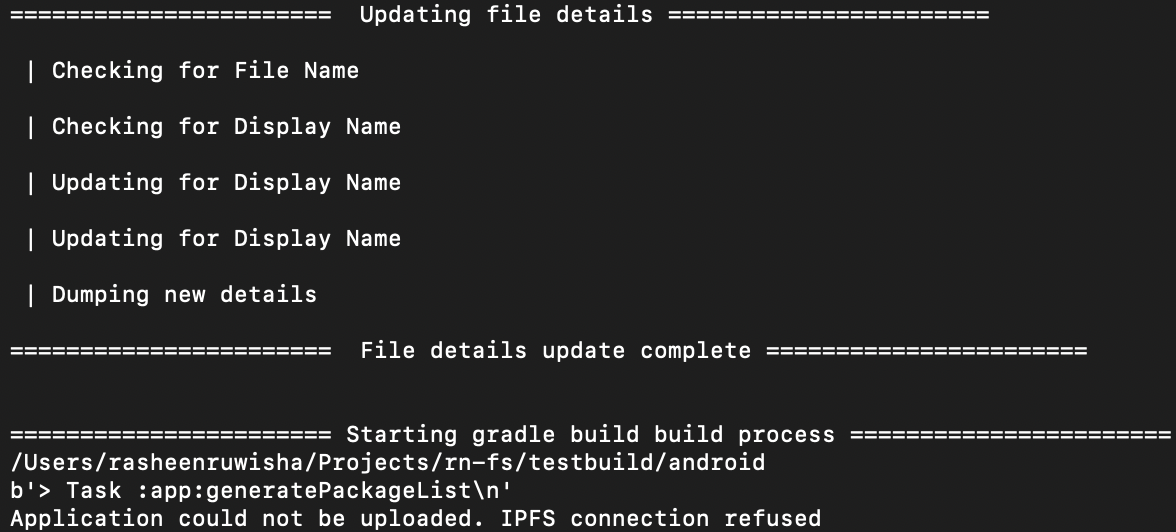 ======================= Updating file details =======================
| Checking for File Name
| Checking for Display Name
| Updating for Display Name
| Updating for Display Name
| Dumping new details
======================= File details update complete =======================
======================= Starting gradle build build process =======================
/Users/rasheenruwisha/Projects/rn-fs/testbuild/android
b'> Task :app:generatePackageList\n'
Application could not be uploaded. IPFS connection refused